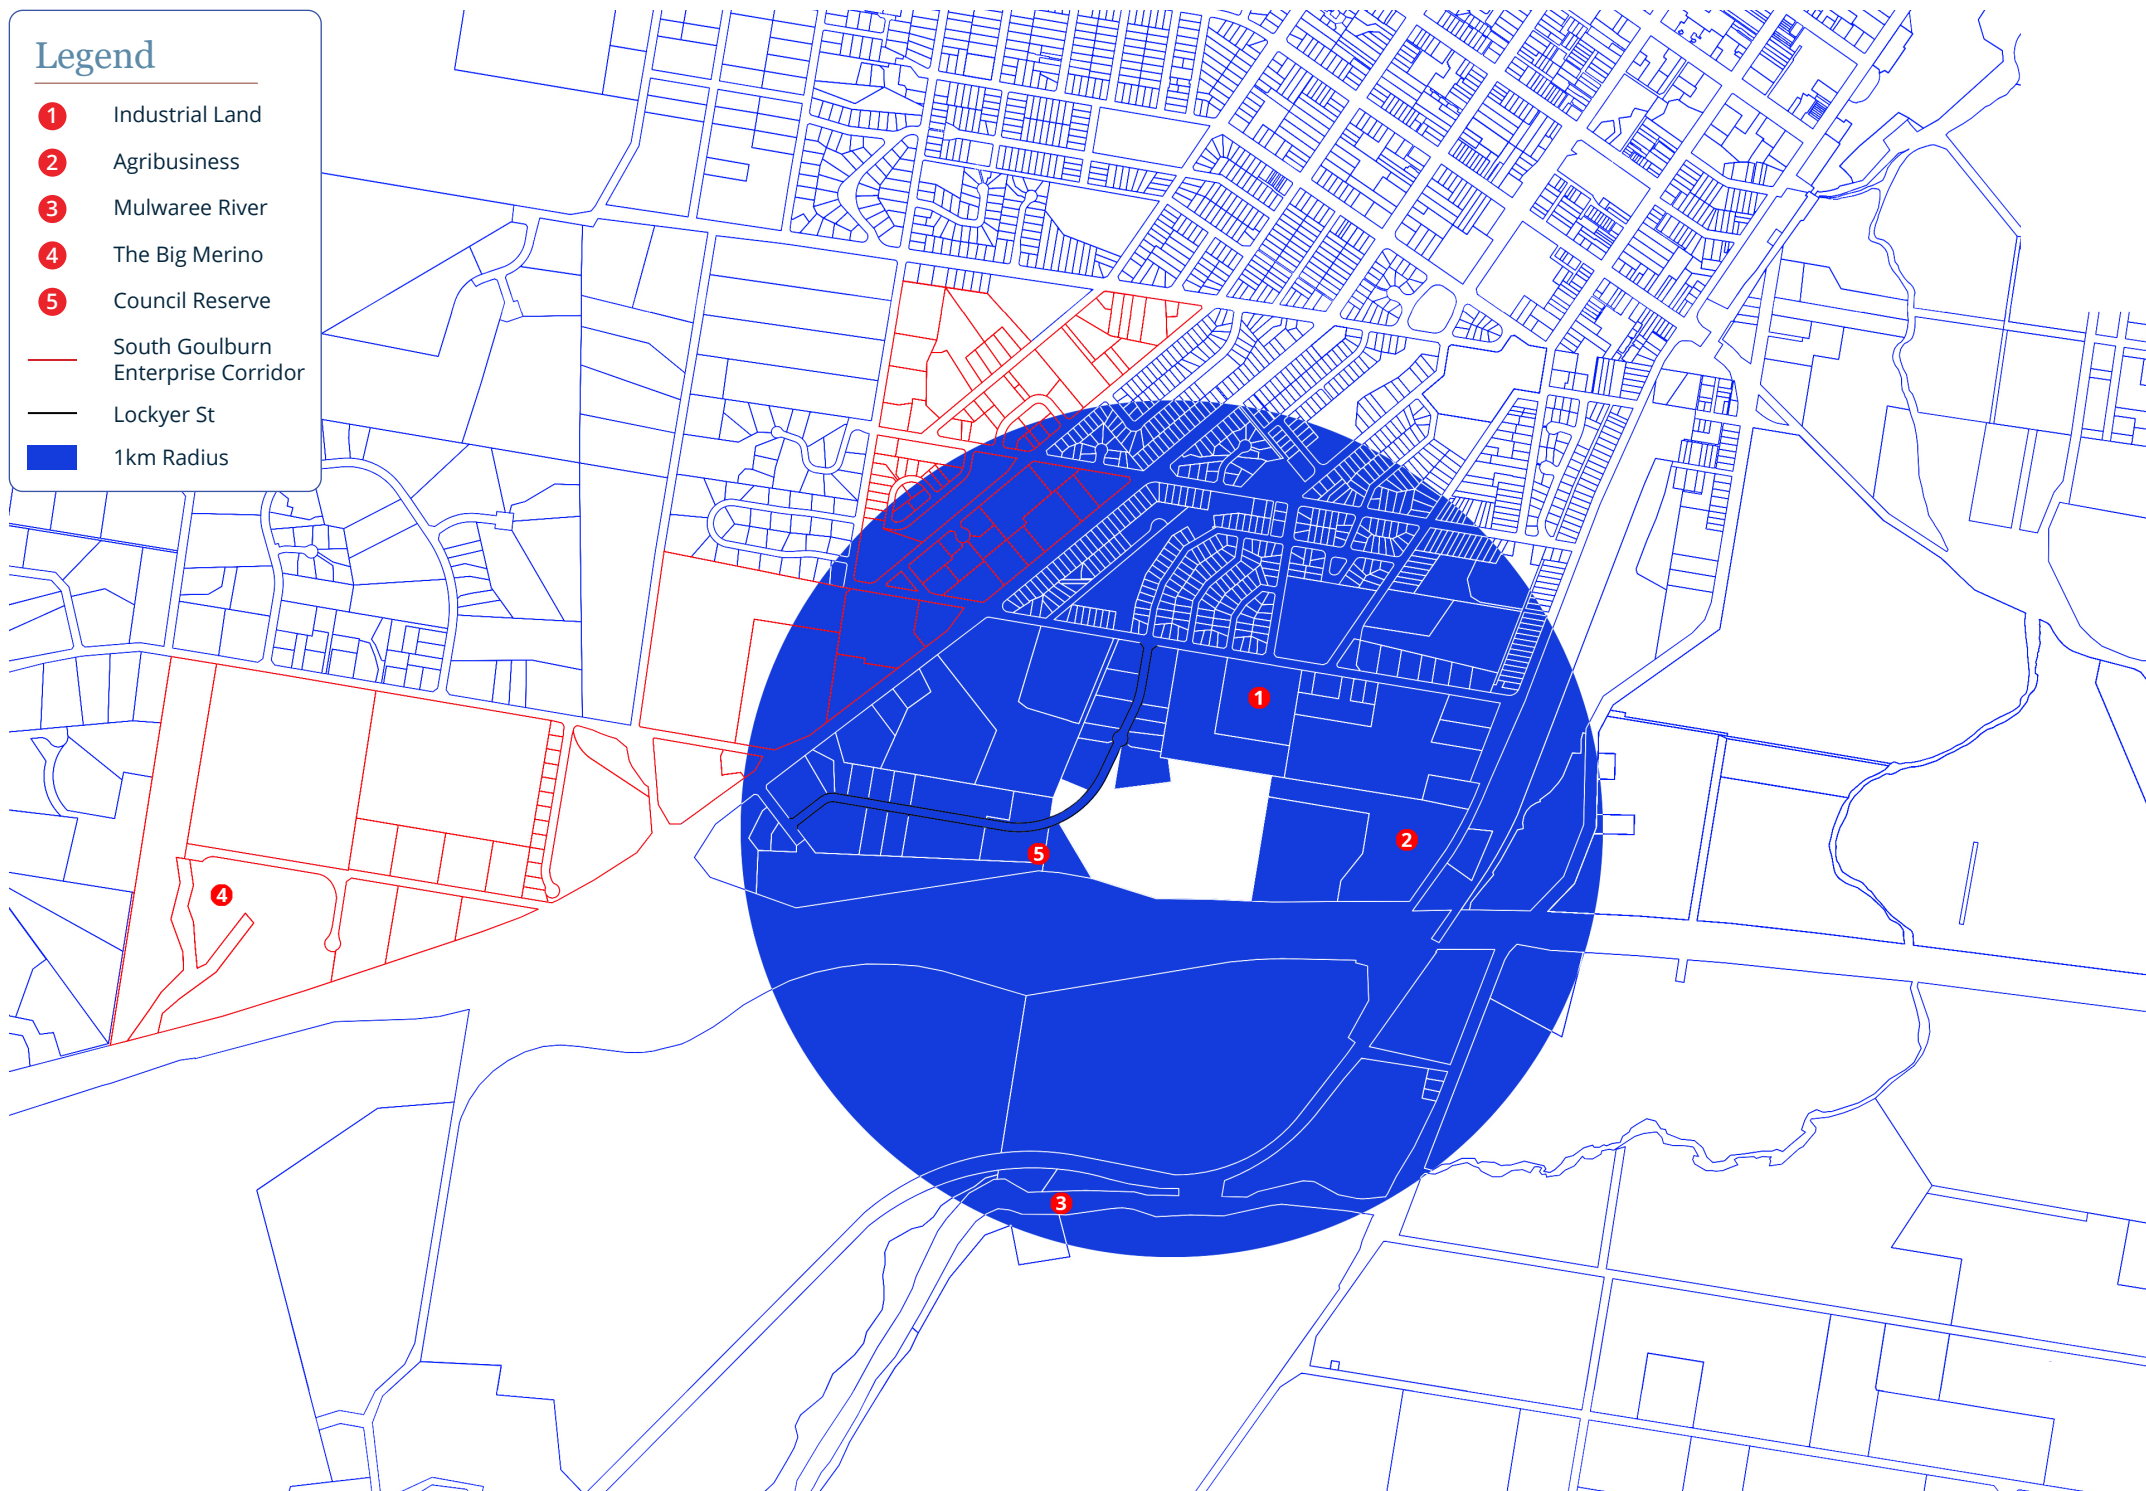 Legend
1 Industrial Land
2 Agribusiness
3 Mulwaree River
4 The Big Merino
5 Council Reserve
South Goulburn
Enterprise Corridor
Lockyer St
1km Radius
1
2
5
4
3